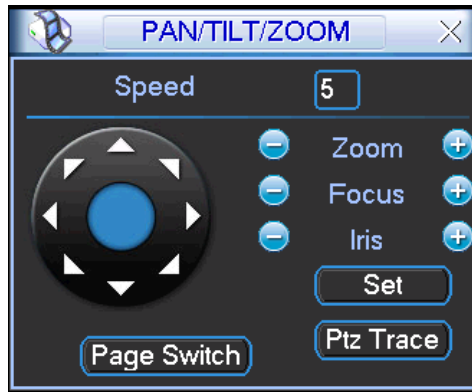 PAN/TILT/ZOOM
Speed 5
Zoom
Focus
Iris
Set
Ptz Trace
Page Switch